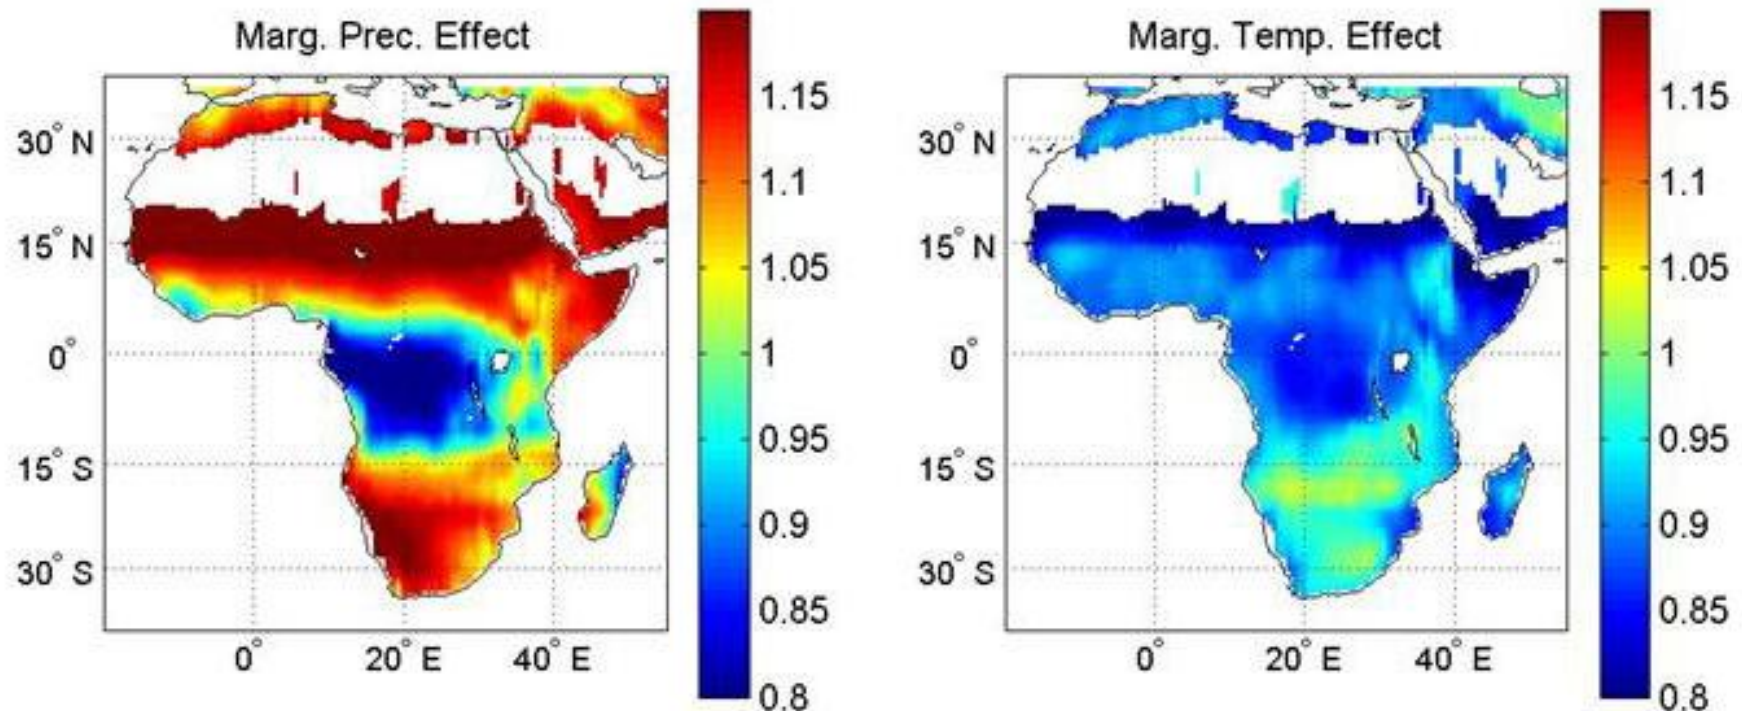 Marg. Prec. Effect
30° N
15° N
0°
15° S
30° S
0°
20° E
40° E
1.15
1.1
1.05
1
0.95
0.9
0.85
0.8
Marg. Temp. Effect
30° N
15° N
0°
15° S
30° S
0°
20° E
40° E
1.15
1.1
1.05
1
0.95
0.9
0.85
0.8